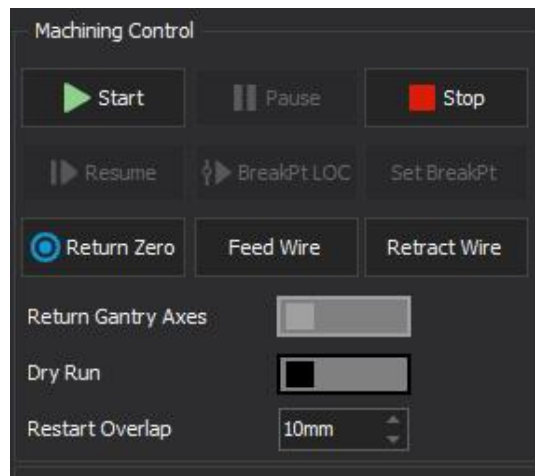 Machining Control
Start Pause Stop
Resume BreakPt LOC Set BreakPt
Return Zero Feed Wire Retract Wire
Return Gantry Axes
Dry Run
Restart Overlap 10mm